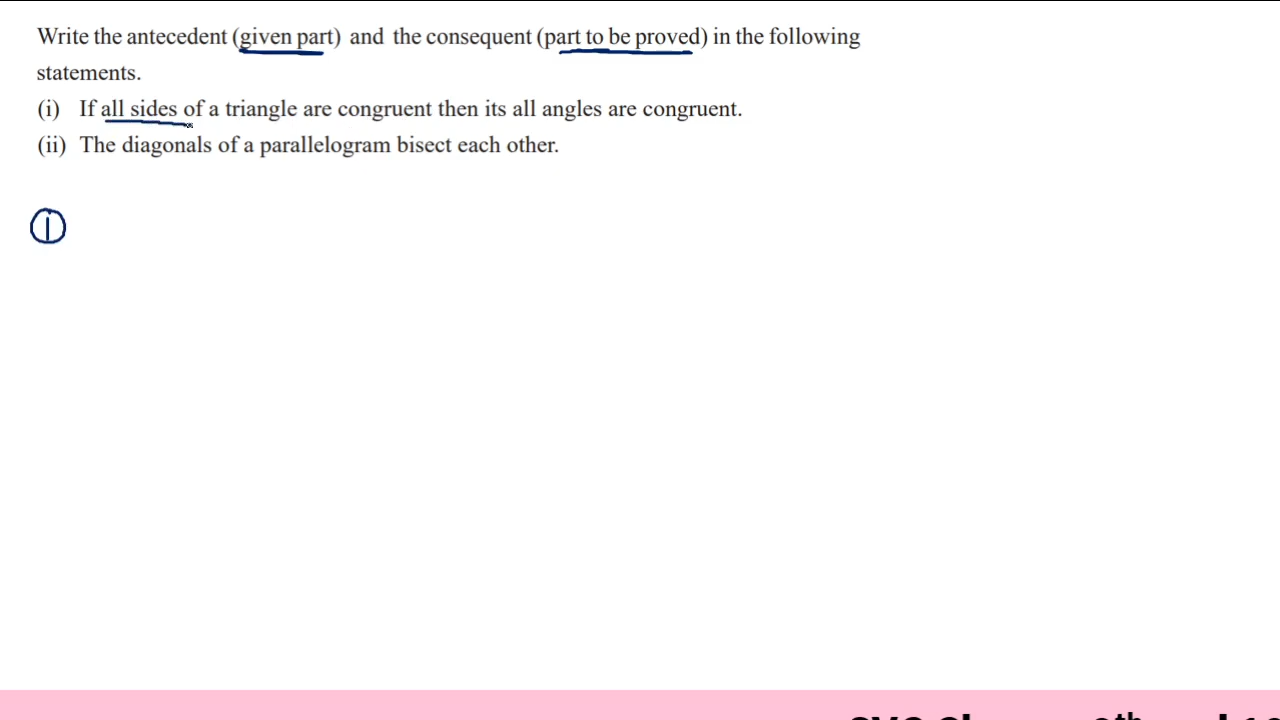 Write the antecedent (given part) and the consequent (part to be proved) in the following
statements.
(i) If all sides of a triangle are congruent then its all angles are congruent.
(ii) The diagonals of a parallelogram bisect each other.
①